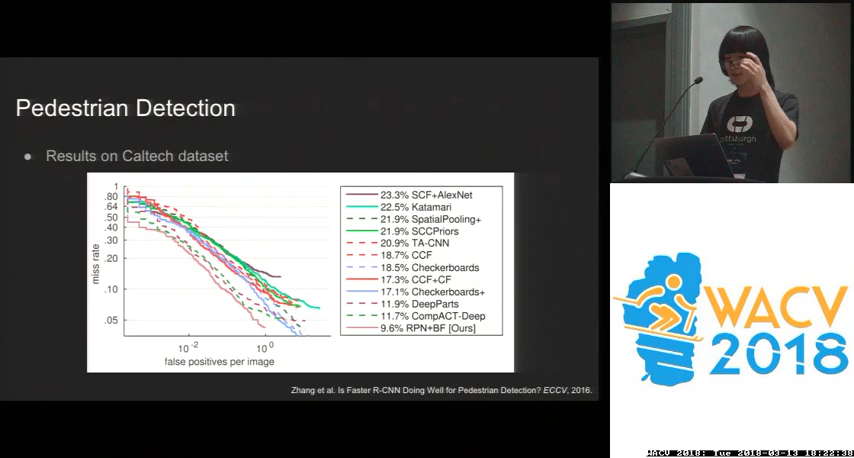 Pedestrian Detection
● Results on Caltech dataset
miss rate
1
.80
.64
.50
.40
.30
.20
.10
.05
10⁻²
10⁰
false positives per image
23.3% SCF+AlexNet
22.5% Katamari
21.9% SpatialPooling+
21.9% SCCPriors
20.9% TA-CNN
18.7% CCF
18.5% Checkerboards
17.3% CCF+CF
17.1% Checkerboards+
11.9% DeepParts
11.7% CompACT-Deep
9.6% RPN+BF [Ours]
Zhang et al. Is Faster R-CNN Doing Well for Pedestrian Detection? ECCV, 2016.
WACV
2018
WACV 2018: Tue 2018-03-13 18:22:38